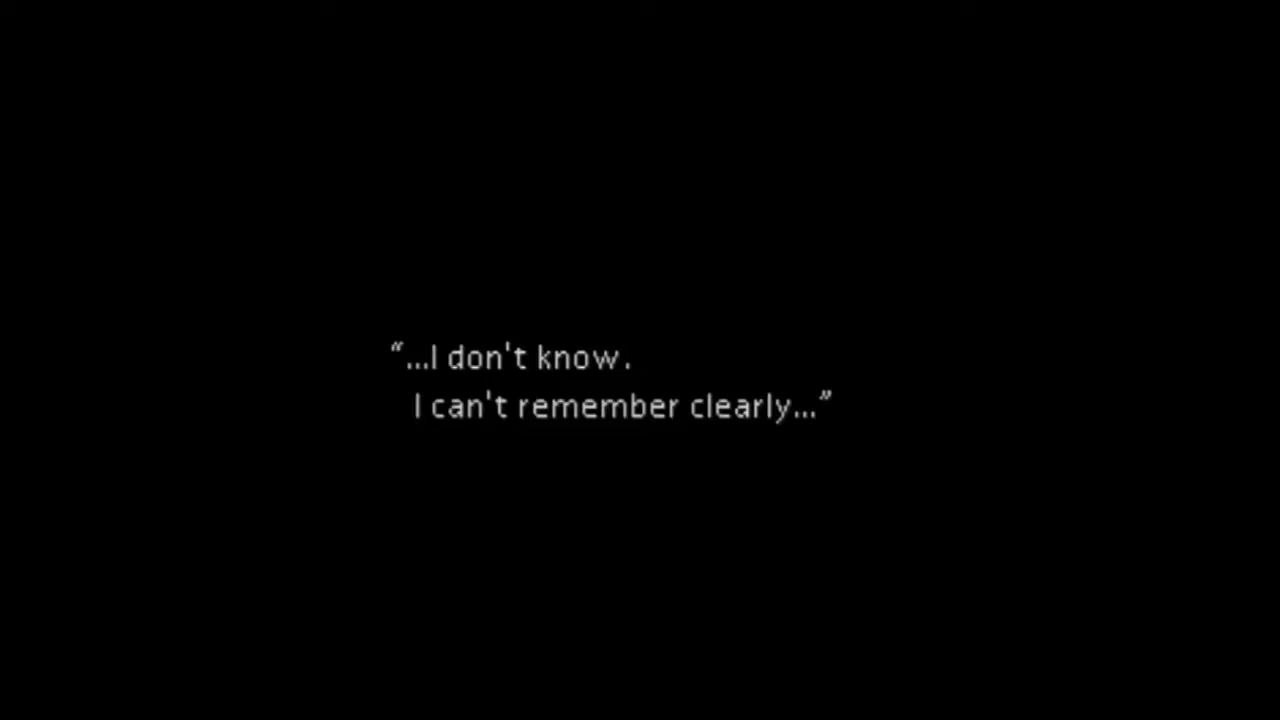 “...I don't know.
I can't remember clearly...”